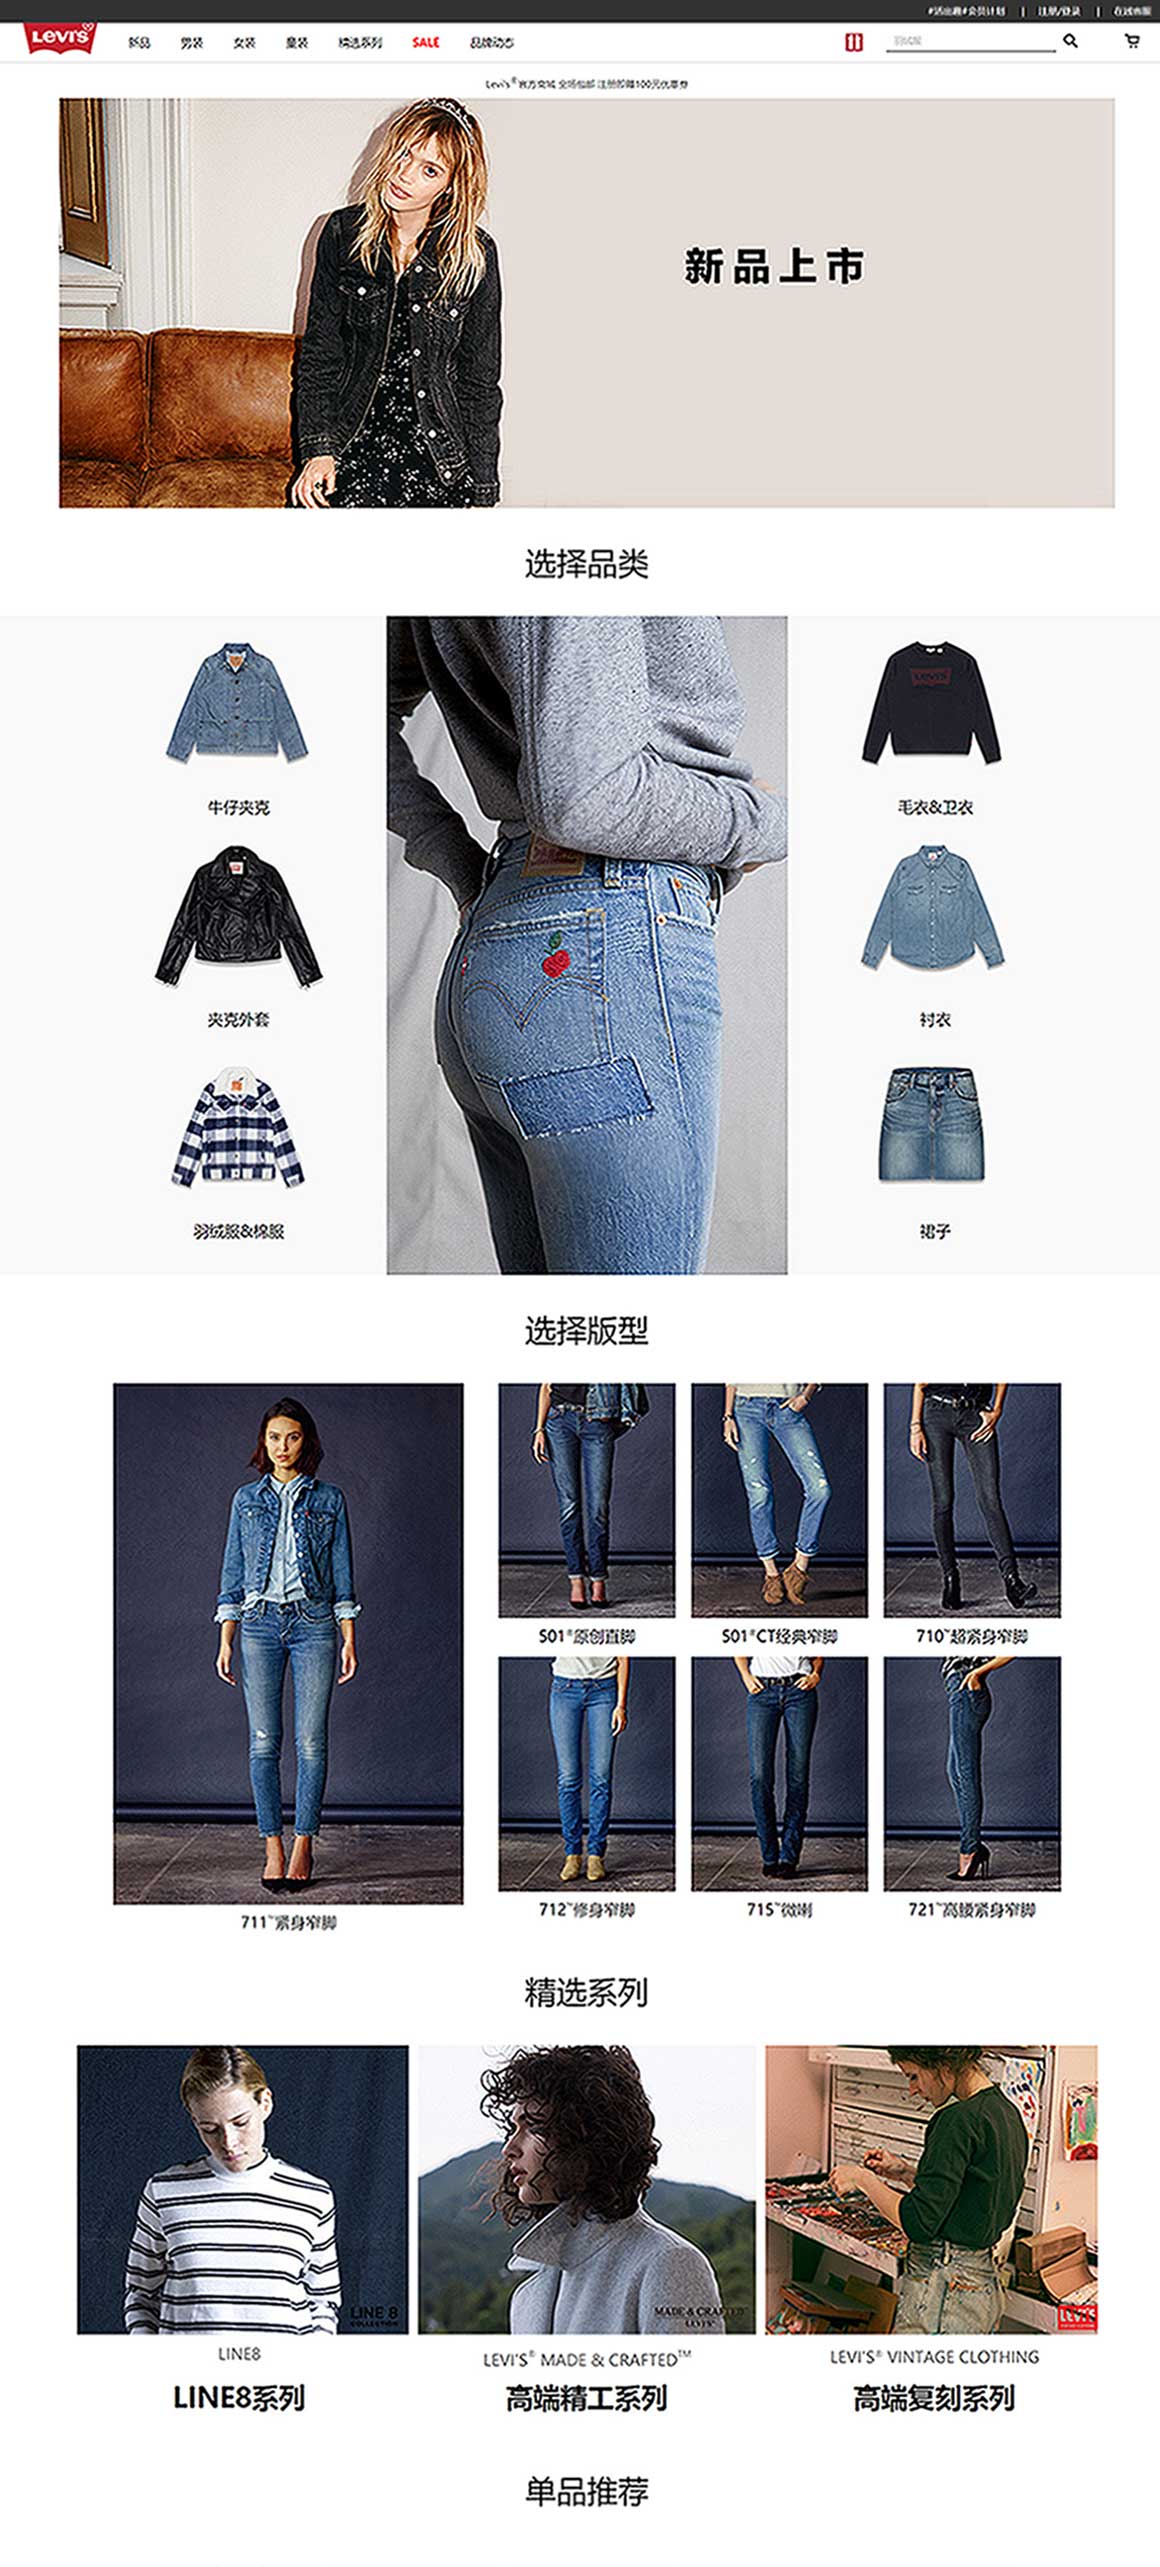 #活出趣#会员计划 | 注册/登录 | 在线客服
Levi's
新品 男装 女装 童装 精选系列 SALE 品牌动态
羽绒服
Levi's® 官方商城 全场包邮 注册即赠100元优惠券
新品上市
选择品类
牛仔夹克
毛衣&卫衣
夹克外套
衬衣
羽绒服&棉服
裙子
选择版型
501®原创直脚
501®CT经典窄脚
710™超紧身窄脚
711™紧身窄脚
712™修身窄脚
715™微喇
721™高腰紧身窄脚
精选系列
LINE 8
COLLECTION
MADE & CRAFTED™
LEVI'S®
LEVI'S
LINE8
LEVI'S® MADE & CRAFTED™
LEVI'S® VINTAGE CLOTHING
LINE8系列
高端精工系列
高端复刻系列
单品推荐